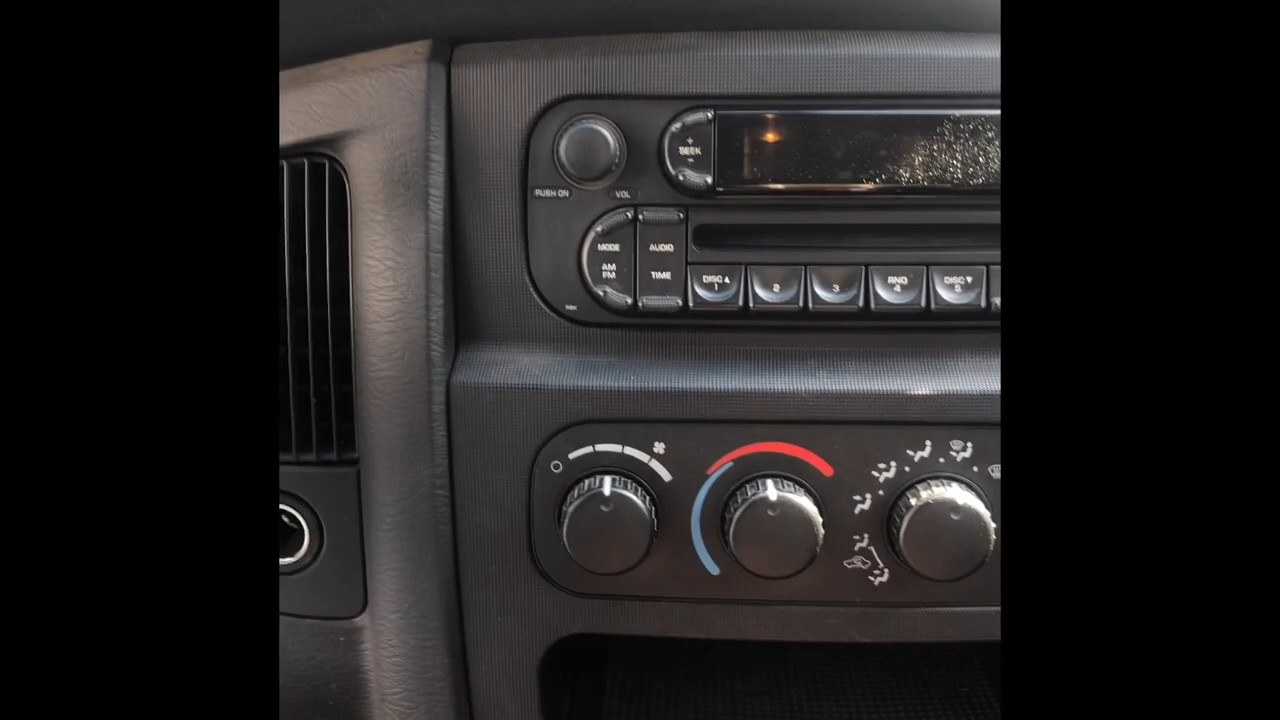 +
SEEK
-
PUSH ON VOL
MODE AUDIO
AM
FM TIME
DISC▲ RND DISC▼
1 2 3 4 5